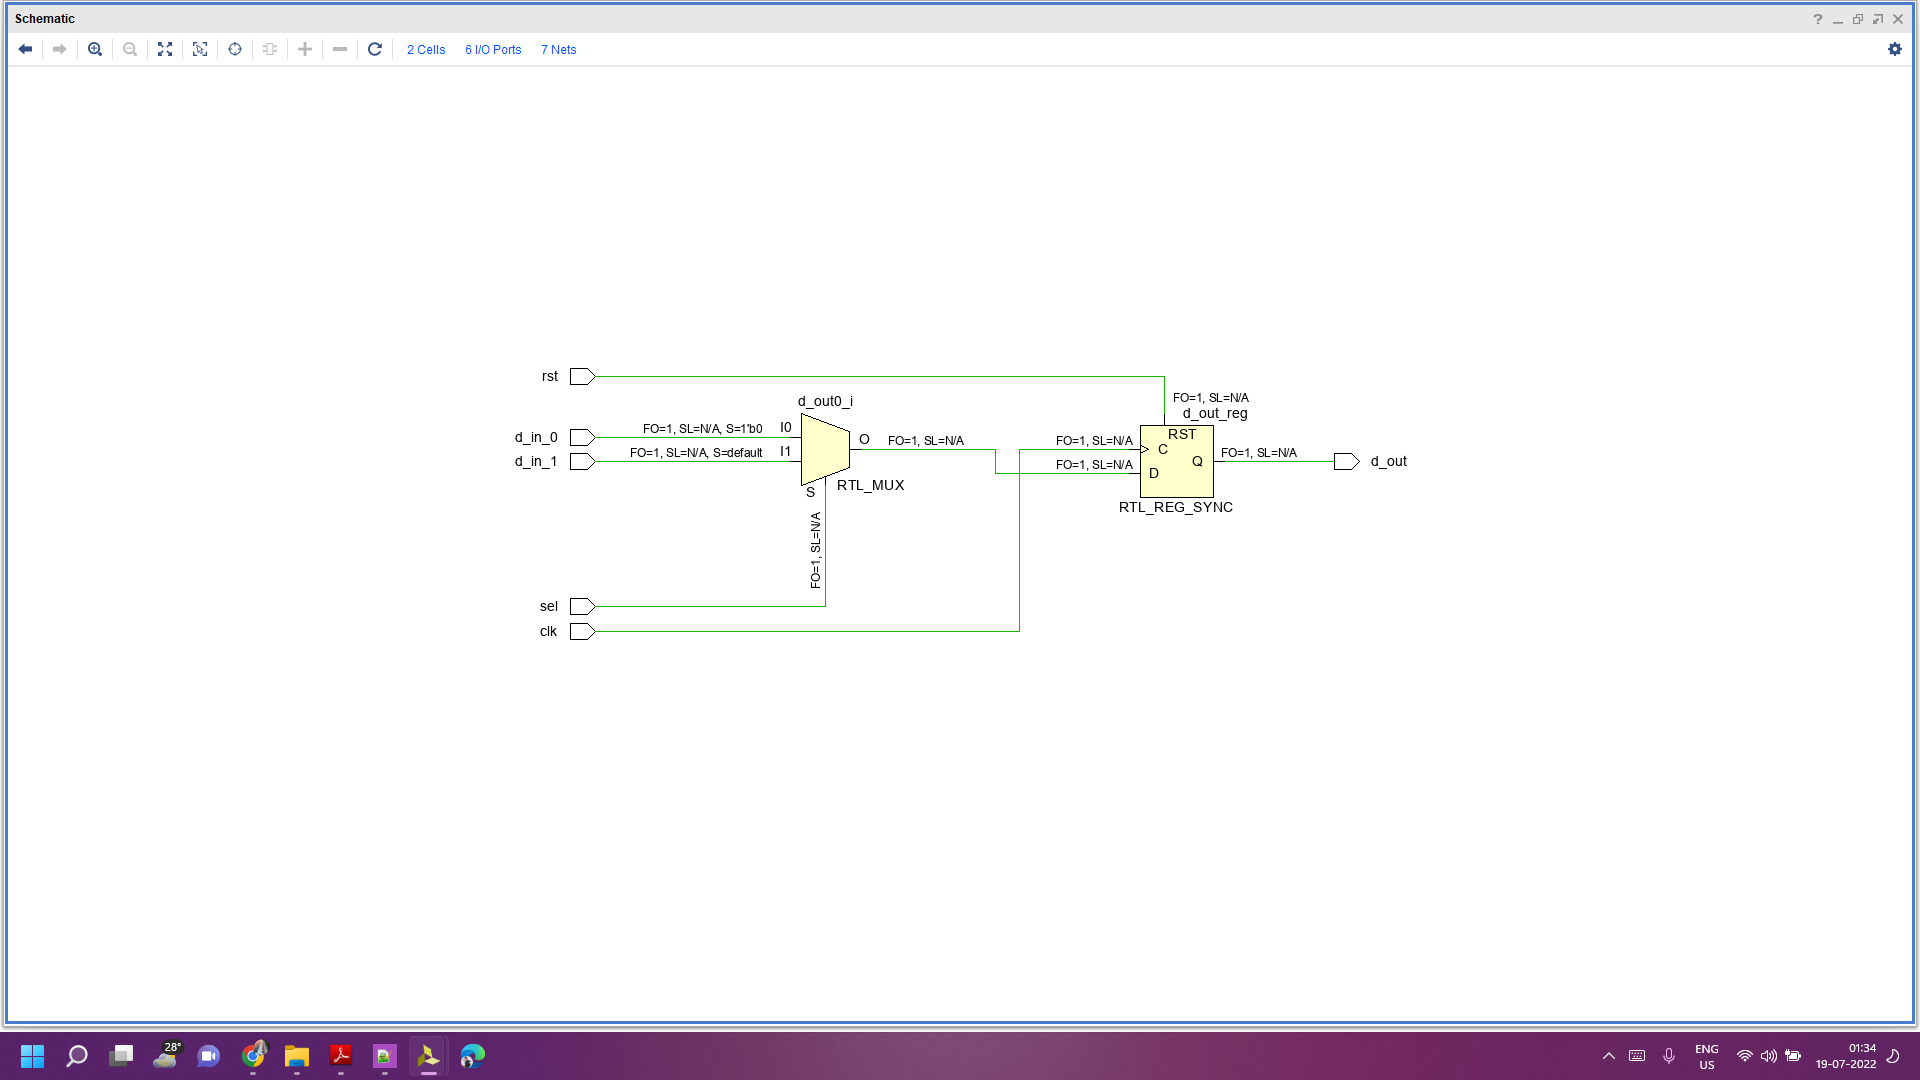 Schematic
2 Cells 6 I/O Ports 7 Nets
rst
FO=1, SL=N/A
d_out_reg
d_out0_i
d_in_0 FO=1, SL=N/A, S=1'b0 I0
d_in_1 FO=1, SL=N/A, S=default I1
O FO=1, SL=N/A
S RTL_MUX
FO=1, SL=N/A
FO=1, SL=N/A
FO=1, SL=N/A
RST
C
D
Q FO=1, SL=N/A
d_out
RTL_REG_SYNC
sel
clk
28°
ENG
US
01:34
19-07-2022